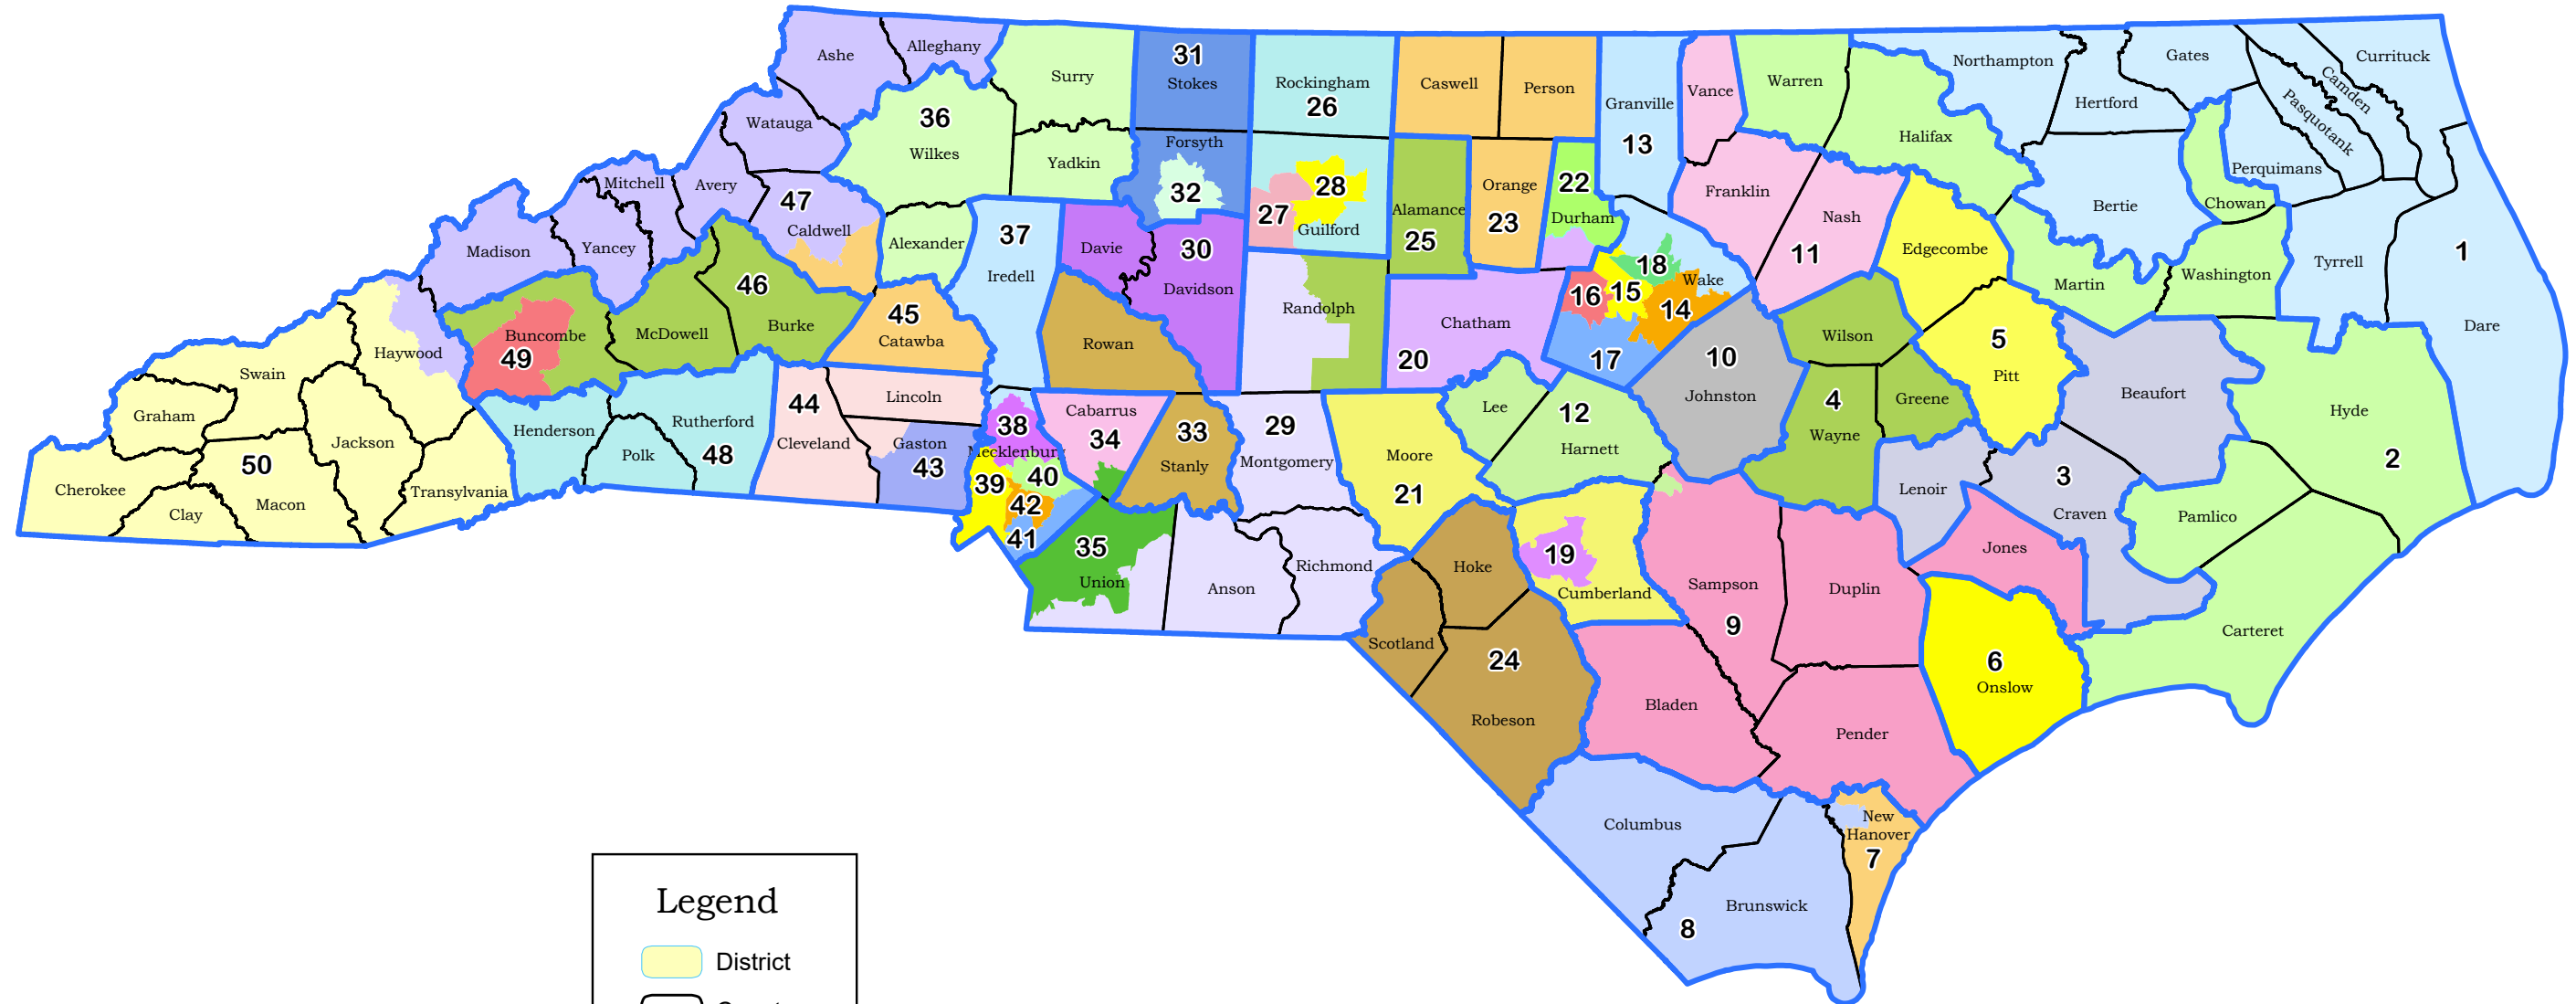 Ashe
Alleghany
Surry
31
Stokes
Rockingham
26
Caswell
Person
Granville
13
Vance
Warren
Northampton
Gates
Currituck
Camden
Pasquotank
Hertford
Perquimans
Halifax
Watauga
36
Wilkes
Yadkin
Forsyth
32
27
28
Guilford
Alamance
25
Orange
23
22
Durham
Franklin
Nash
11
Edgecombe
Bertie
Chowan
Washington
Martin
Tyrrell
1
Dare
Mitchell
Avery
47
Caldwell
Alexander
37
Iredell
Davie
30
Davidson
Madison
Yancey
46
Burke
McDowell
45
Catawba
Rowan
Randolph
Chatham
20
18
Wake
16
15
14
17
10
Johnston
Wilson
4
Wayne
Greene
5
Pitt
Beaufort
Hyde
2
Buncombe
49
Haywood
Swain
Graham
Jackson
Cherokee
50
Macon
Clay
Transylvania
Henderson
Polk
Rutherford
48
44
Cleveland
Lincoln
Gaston
43
38
Mecklenburg
39
40
42
41
Cabarrus
34
33
Stanly
29
Montgomery
Moore
21
Lee
12
Harnett
Lenoir
3
Craven
Pamlico
Jones
35
Union
Anson
Richmond
Hoke
Scotland
19
Cumberland
Sampson
9
Duplin
6
Onslow
Carteret
24
Robeson
Bladen
Pender
Columbus
8
Brunswick
New
Hanover
7
Legend
District